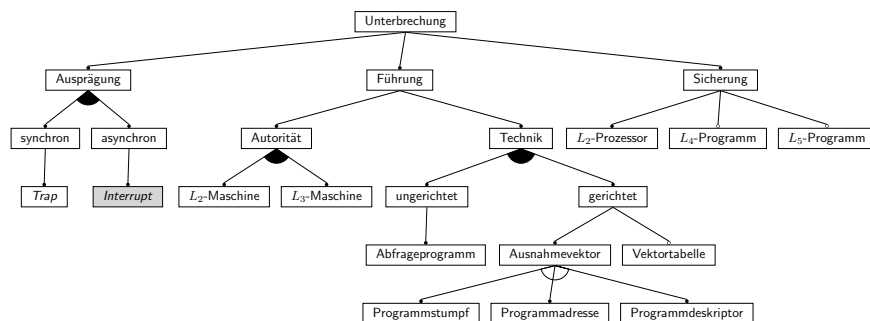 Unterbrechung
Ausprägung Führung Sicherung
synchron asynchron Autorität Technik L₂-Prozessor L₄-Programm L₅-Programm
Trap Interrupt L₂-Maschine L₃-Maschine ungerichtet gerichtet
Abfrageprogramm Ausnahmevektor Vektortabelle
Programmstumpf Programmadresse Programmdeskriptor